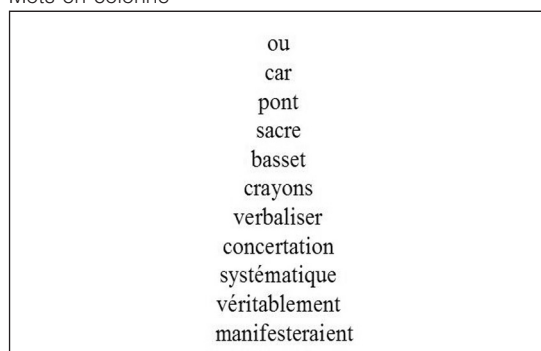 Mots en colonne
ou
car
pont
sacre
basset
crayons
verbaliser
concertation
systématique
véritablement
manifesteraient